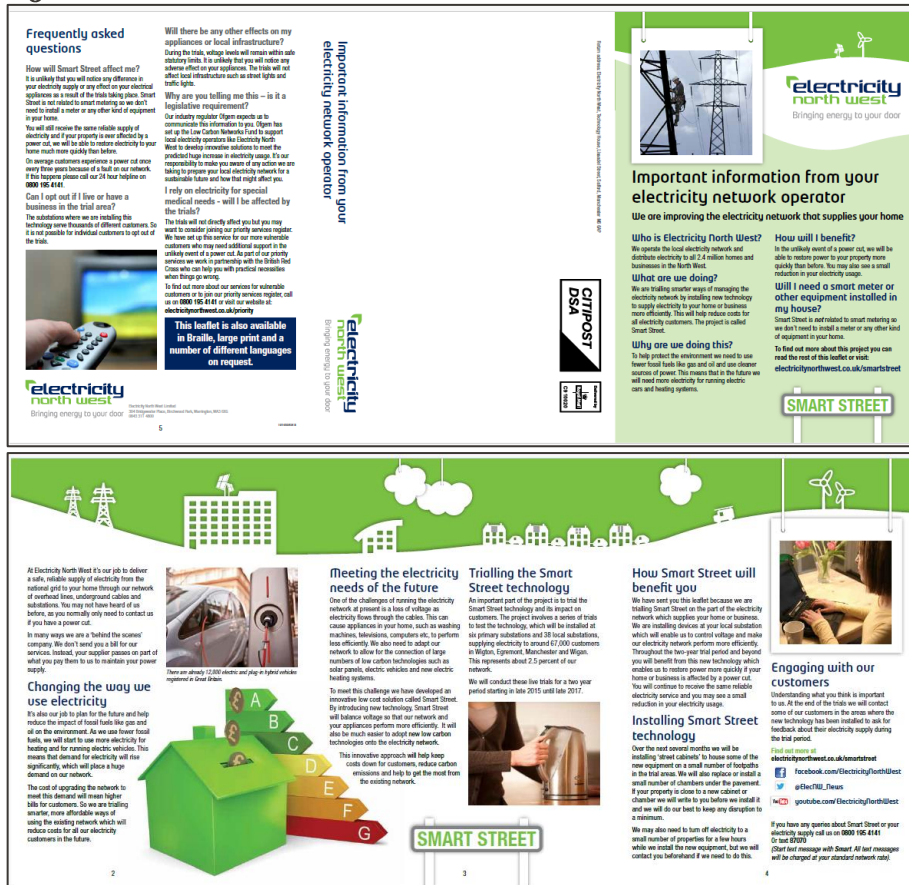 Frequently asked
questions
How will Smart Street affect me?
It is unlikely that you will notice any difference in
your electricity supply or any effect on your electrical
appliances as a result of the trials taking place. Smart
Street is not related to smart metering so we don't
need to install a meter or any other kind of equipment
in your home.
You will still receive the same reliable supply of
electricity and if your property is ever affected by a
power cut, we will be able to restore electricity to your
home much more quickly than before.
On average customers experience a power cut once
every three years because of a fault on our network.
If this happens please call our 24 hour helpline on
0800 195 4141.
Can I opt out if I live or have a
business in the trial area?
The substations where we are installing this
technology serve thousands of different customers. So
it is not possible for individual customers to opt out of
the trials.
electricity
north west
Bringing energy to your door
5
Will there be any other effects on my
appliances or local infrastructure?
During the trials, voltage levels will remain within safe
statutory limits. It is unlikely that you will notice any
adverse effect on your appliances. The trials will not
affect local infrastructure such as street lights and
traffic lights.
Why are you telling me this – is it a
legislative requirement?
Our industry regulator Ofgem expects us to
communicate this information to you. Ofgem has
set up the Low Carbon Networks Fund to support
local electricity operators like Electricity North
West to develop innovative solutions to meet the
predicted huge increase in electricity usage. It's our
responsibility to make you aware of any action we are
taking to prepare your local electricity network for a
sustainable future and how that might affect you.
I rely on electricity for special
medical needs - will I be affected by
the trials?
The trials will not directly affect you but you may
want to consider joining our priority services register.
We have set up this service for our more vulnerable
customers who may need additional support in the
unlikely event of a power cut. As part of our priority
services we work in partnership with the British Red
Cross who can help you with practical necessities
when things go wrong.
To find out more about our services for vulnerable
customers or to join our priority services register, call
us on 0800 195 4141 or visit our website at:
electricitynorthwest.co.uk/priority
This leaflet is also available
in Braille, large print and a
number of different languages
on request.
Important information from your
electricity network operator
electricity
north west
Bringing energy to your door
CITIPOST
DSA
electricity
north west
Bringing energy to your door
Important information from your
electricity network operator
We are improving the electricity network that supplies your home
Who is Electricity North West?
We operate the local electricity network and
distribute electricity to all 2.4 million homes and
businesses in the North West.
What are we doing?
We are trialling smarter ways of managing the
electricity network by installing new technology
to supply electricity to your home or business
more efficiently. This will help reduce costs for
all electricity customers. The project is called
Smart Street.
Why are we doing this?
To help protect the environment we need to use
fewer fossil fuels like gas and oil and use cleaner
sources of power. This means that in the future we
will need more electricity for running electric
cars and heating systems.
How will I benefit?
In the unlikely event of a power cut, we will be
able to restore power to your property more
quickly than before. You may also see a small
reduction in your electricity usage.
Will I need a smart meter or
other equipment installed in
my house?
Smart Street is not related to smart metering so
we don't need to install a meter or any other kind
of equipment in your home.
To find out more about this project you can
read the rest of this leaflet or visit:
electricitynorthwest.co.uk/smartstreet
SMART STREET
At Electricity North West it's our job to deliver
a safe, reliable supply of electricity from the
national grid to your home through our network
of overhead lines, underground cables and
substations. You may not have heard of us
before, as you normally only need to contact us
if you have a power cut.
In many ways we are a 'behind the scenes'
company. We don't send you a bill for our
services. Instead, your supplier passes on part of
what you pay them to us to maintain your power
supply.
Changing the way we
use electricity
It's also our job to plan for the future and help
reduce the impact of fossil fuels like gas and
oil on the environment. As we use fewer fossil
fuels, we will start to use more electricity for
heating and for running electric vehicles. This
means that demand for electricity will rise
significantly, which will place a huge
demand on our network.
The cost of upgrading the network to
meet this demand will mean higher
bills for customers. So we are trialling
smarter, more affordable ways of
using the existing network which will
reduce costs for all our electricity
customers in the future.
2
There are already 12,000 electric and plug-in hybrid vehicles
registered in Great Britain.
A
B
C
D
E
F
G
Meeting the electricity
needs of the future
One of the challenges of running the electricity
network at present is a loss of voltage as
electricity flows through the cables. This can
cause appliances in your home, such as washing
machines, televisions, computers etc, to perform
less efficiently. We also need to adapt our
network to allow for the connection of large
numbers of low carbon technologies such as
solar panels, electric vehicles and new electric
heating systems.
To meet this challenge we have developed an
innovative low cost solution called Smart Street.
By introducing new technology, Smart Street
will balance voltage so that our network and
our appliances perform more efficiently. It will
also be much easier to adopt new low carbon
technologies onto the electricity network.
This innovative approach will help keep
costs down for customers, reduce carbon
emissions and help to get the most from
the existing network.
Trialling the Smart
Street technology
An important part of the project is to trial the
Smart Street technology and its impact on
customers. The project involves a series of trials
to test the technology, which will be installed at
six primary substations and 38 local substations,
supplying electricity to around 67,000 customers
in Wigton, Egremont, Manchester and Wigan.
This represents about 2.5 percent of our
network.
We will conduct these live trials for a two year
period starting in late 2015 until late 2017.
SMART STREET
3
How Smart Street will
benefit you
We have sent you this leaflet because we are
trialling Smart Street on the part of the electricity
network which supplies your home or business.
We are installing devices at your local substation
which will enable us to control voltage and make
our electricity network perform more efficiently.
Throughout the two-year trial period and beyond
you will benefit from this new technology which
enables us to restore power more quickly if your
home or business is affected by a power cut.
You will continue to receive the same reliable
electricity service and you may see a small
reduction in your electricity usage.
Installing Smart Street
technology
Over the next several months we will be
installing 'street cabinets' to house some of the
new equipment on a small number of footpaths
in the trial areas. We will also replace or install a
small number of chambers under the pavement.
If your property is close to a new cabinet or
chamber we will write to you before we install it
and we will do our best to keep any disruption to
a minimum.
We may also need to turn off electricity to a
small number of properties for a few hours
while we install the new equipment, but we will
contact you beforehand if we need to do this.
4
Engaging with our
customers
Understanding what you think is important
to us. At the end of the trials we will contact
some of our customers in the areas where the
new technology has been installed to ask for
feedback about their electricity supply during
the trial period.
Find out more at
electricitynorthwest.co.uk/smartstreet
facebook.com/ElectricityNorthWest
@ElecNW_News
youtube.com/ElectricityNorthWest
If you have any queries about Smart Street or your
electricity supply call us on 0800 195 4141
Or text 87070
(Start text message with Smart. All text messages
will be charged at your standard network rate).